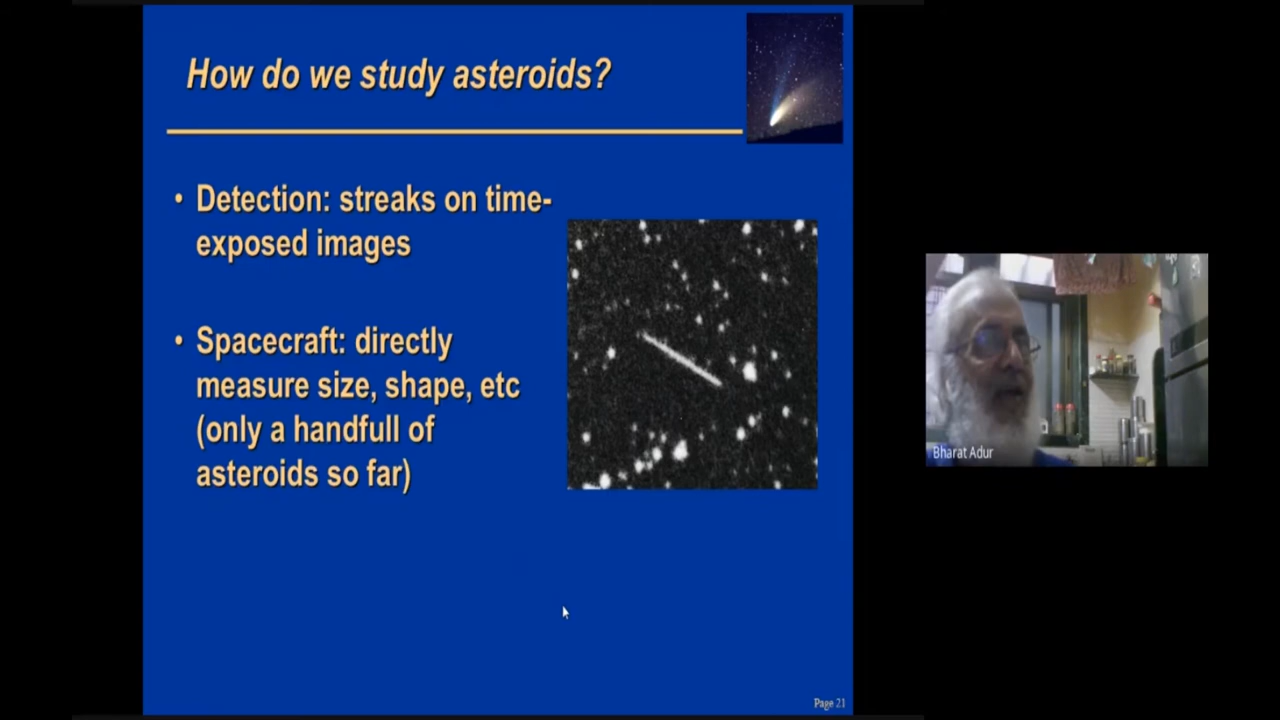 How do we study asteroids?
• Detection: streaks on time-
exposed images
• Spacecraft: directly
measure size, shape, etc
(only a handfull of
asteroids so far)
Bharat Adur
Page 21